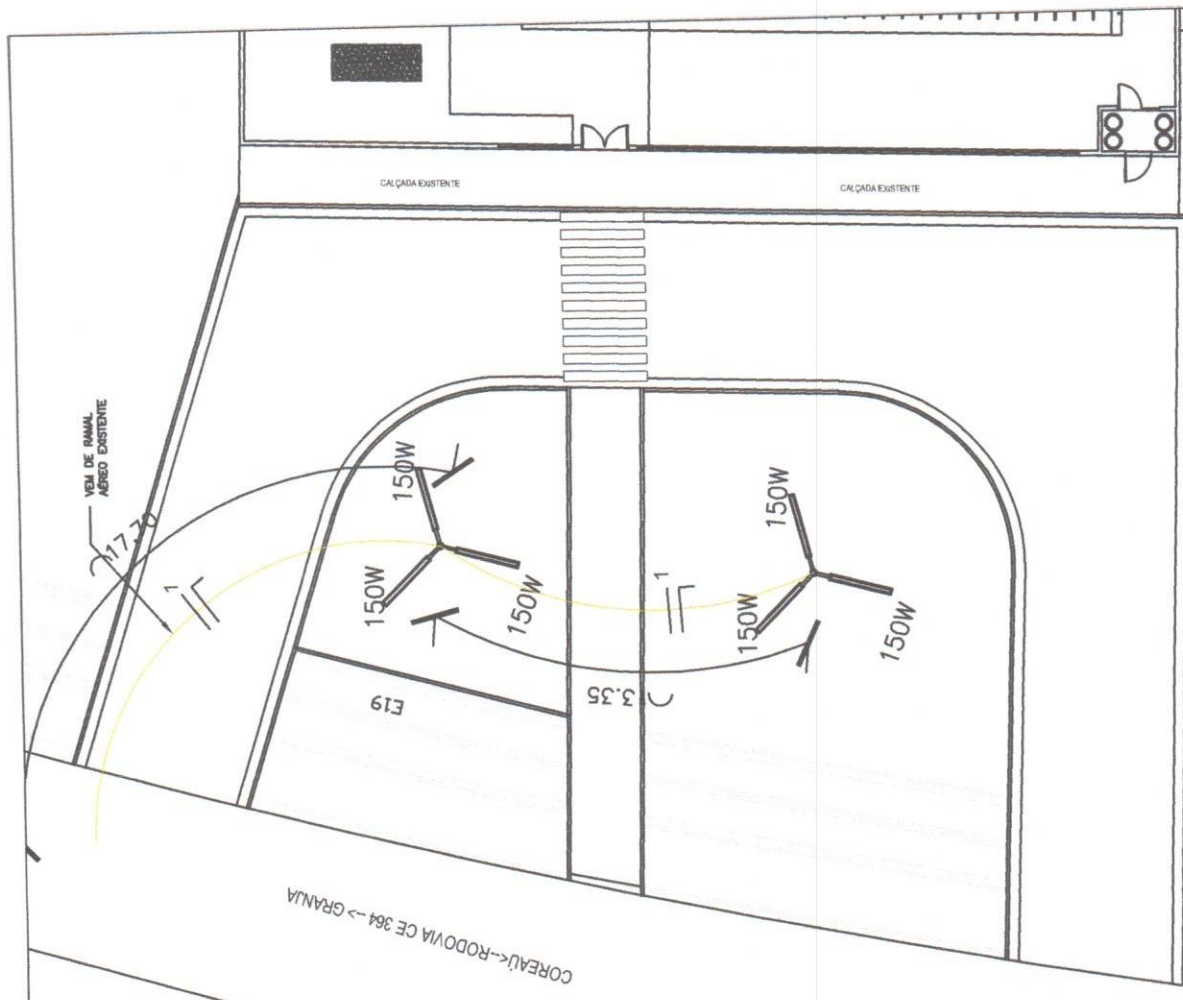 CALÇADA EXISTENTE
CALÇADA EXISTENTE
VEM DE RAMAL
AÉREO EXISTENTE
17.70
1
150W
150W
150W
1
150W
150W
150W
E19
3.35
COREAÚ<--RODOVIA CE 364 --> GRANJA